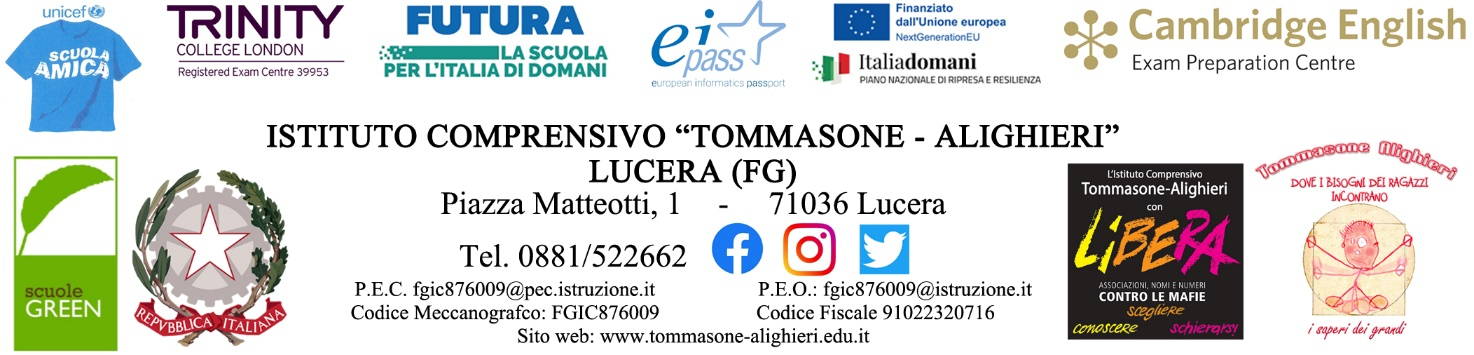 unicef
SCUOLA
AMICA
TRINITY
COLLEGE LONDON
Registered Exam Centre 39953
FUTURA
LA SCUOLA
PER L'ITALIA DI DOMANI
ei
pass
european informatics passport
Finanziato
dall'Unione europea
NextGenerationEU
Italiadomani
PIANO NAZIONALE DI RIPRESA E RESILIENZA
Cambridge English
Exam Preparation Centre
ISTITUTO COMPRENSIVO “TOMMASONE - ALIGHIERI”
LUCERA (FG)
Piazza Matteotti, 1 - 71036 Lucera
Tel. 0881/522662
P.E.C. fgic876009@pec.istruzione.it P.E.O.: fgic876009@istruzione.it
Codice Meccanografco: FGIC876009 Codice Fiscale 91022320716
Sito web: www.tommasone-alighieri.edu.it
scuole
GREEN
REPVBBLICA ITALIANA
L'Istituto Comprensivo
Tommasone-Alighieri
con
LIBERA
ASSOCIAZIONI, NOMI E NUMERI
CONTRO LE MAFIE
scegliere
conoscere schierarsi
Tommasone Alighieri
DOVE I BISOGNI DEI RAGAZZI
INCONTRANO
i saperi dei grandi